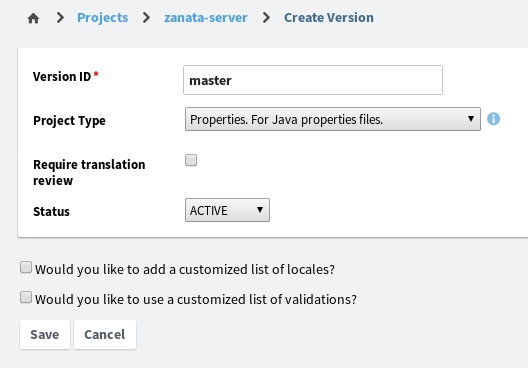 Projects zanata-server Create Version
Version ID* master
Project Type Properties. For Java properties files.
Require translation
review
Status ACTIVE
Would you like to add a customized list of locales?
Would you like to use a customized list of validations?
Save Cancel